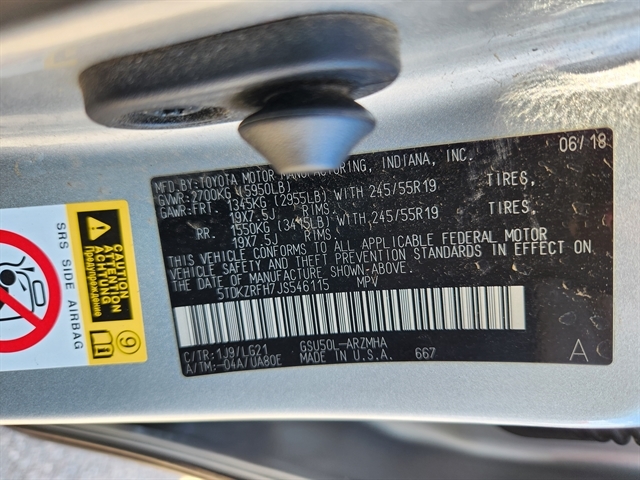 06/18
MFD. BY:TOYOTA MOTOR MANUFACTURING, INDIANA, INC.
GVWR:2700KG (5950LB)
GAWR:FRT 1345KG (2955LB) WITH 245/55R19 TIRES,
19X7.5J RIMS.
RR 1550KG (3415LB) WITH 245/55R19 TIRES,
19X7.5J RIMS.
THIS VEHICLE CONFORMS TO ALL APPLICABLE FEDERAL MOTOR
VEHICLE SAFETY AND THEFT PREVENTION STANDARDS IN EFFECT ON
THE DATE OF MANUFACTURE SHOWN ABOVE.
5TDKZRFH7JS546115 MPV
C/TR:1J9/LG21 GSU50L-ARZMHA
A/TM:-04A/UA80E MADE IN U.S.A. 667
A
SRS SIDE AIRBAG
CAUTION
ATTENTION
ACHTUNG
Предупреждение
9